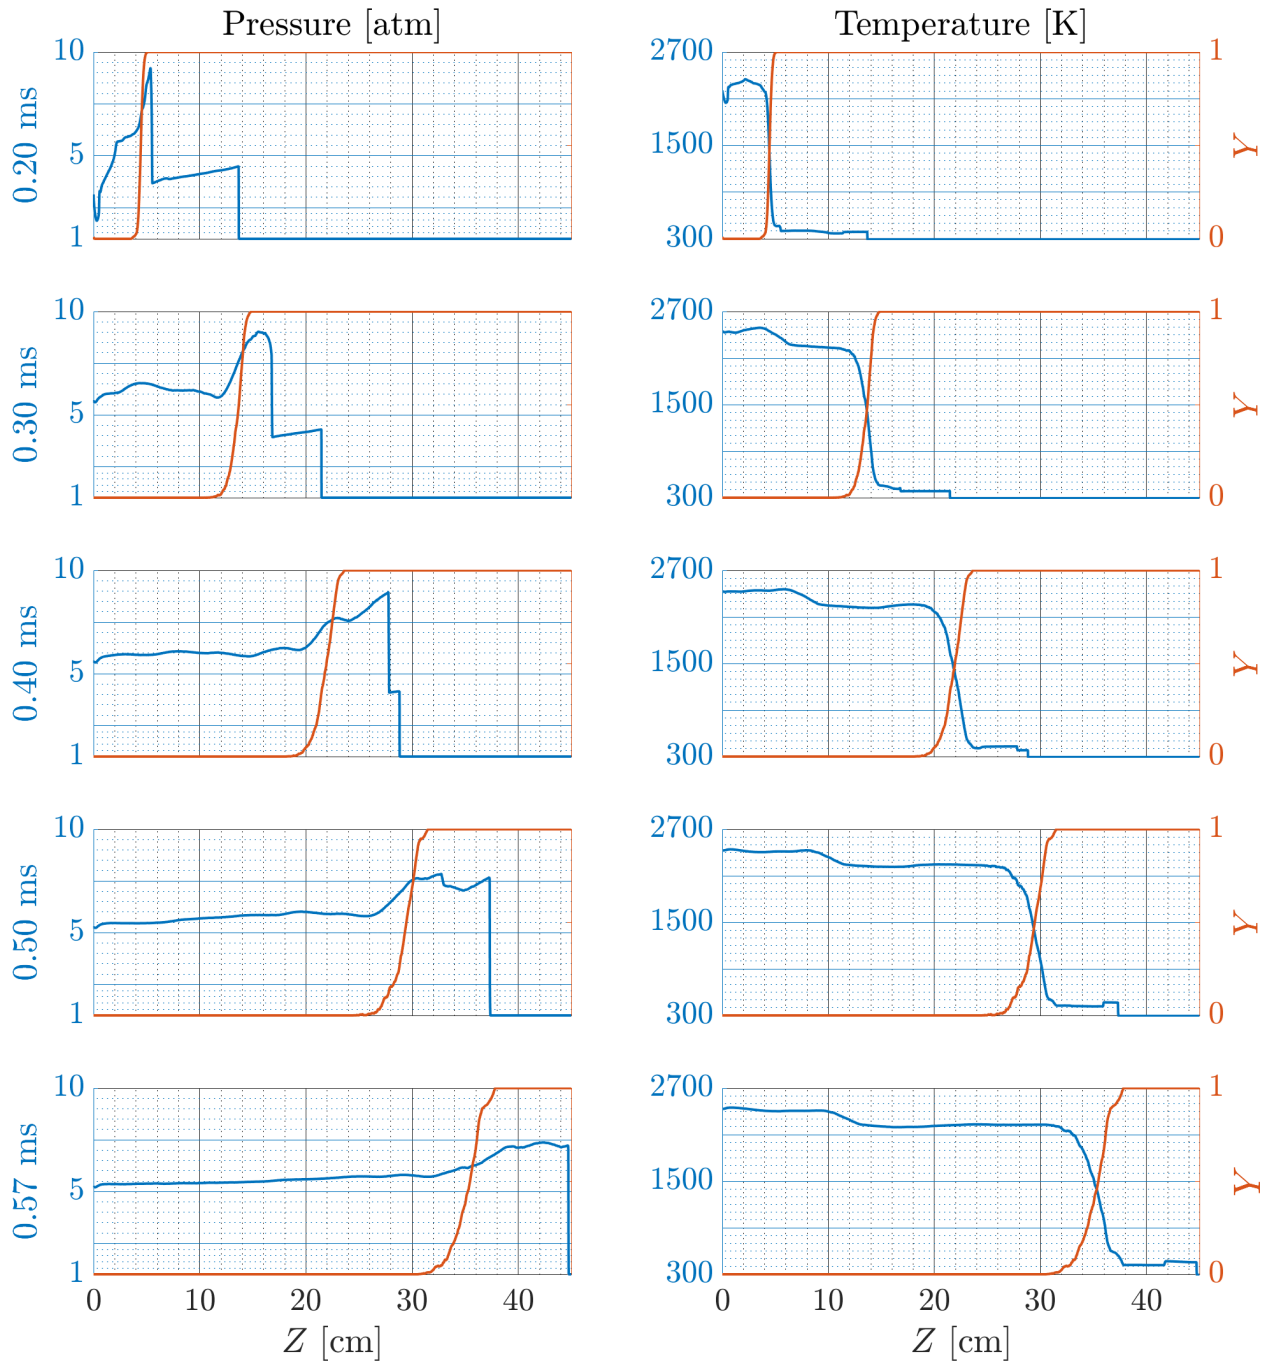 Pressure [atm] Temperature [K]
10 2700 1
0.20 ms 5 1500 Y
1 300 0
10 2700 1
0.30 ms 5 1500 Y
1 300 0
10 2700 1
0.40 ms 5 1500 Y
1 300 0
10 2700 1
0.50 ms 5 1500 Y
1 300 0
10 2700 1
0.57 ms 5 1500 Y
1 300 0
0 10 20 30 40 0 10 20 30 40
Z [cm] Z [cm]